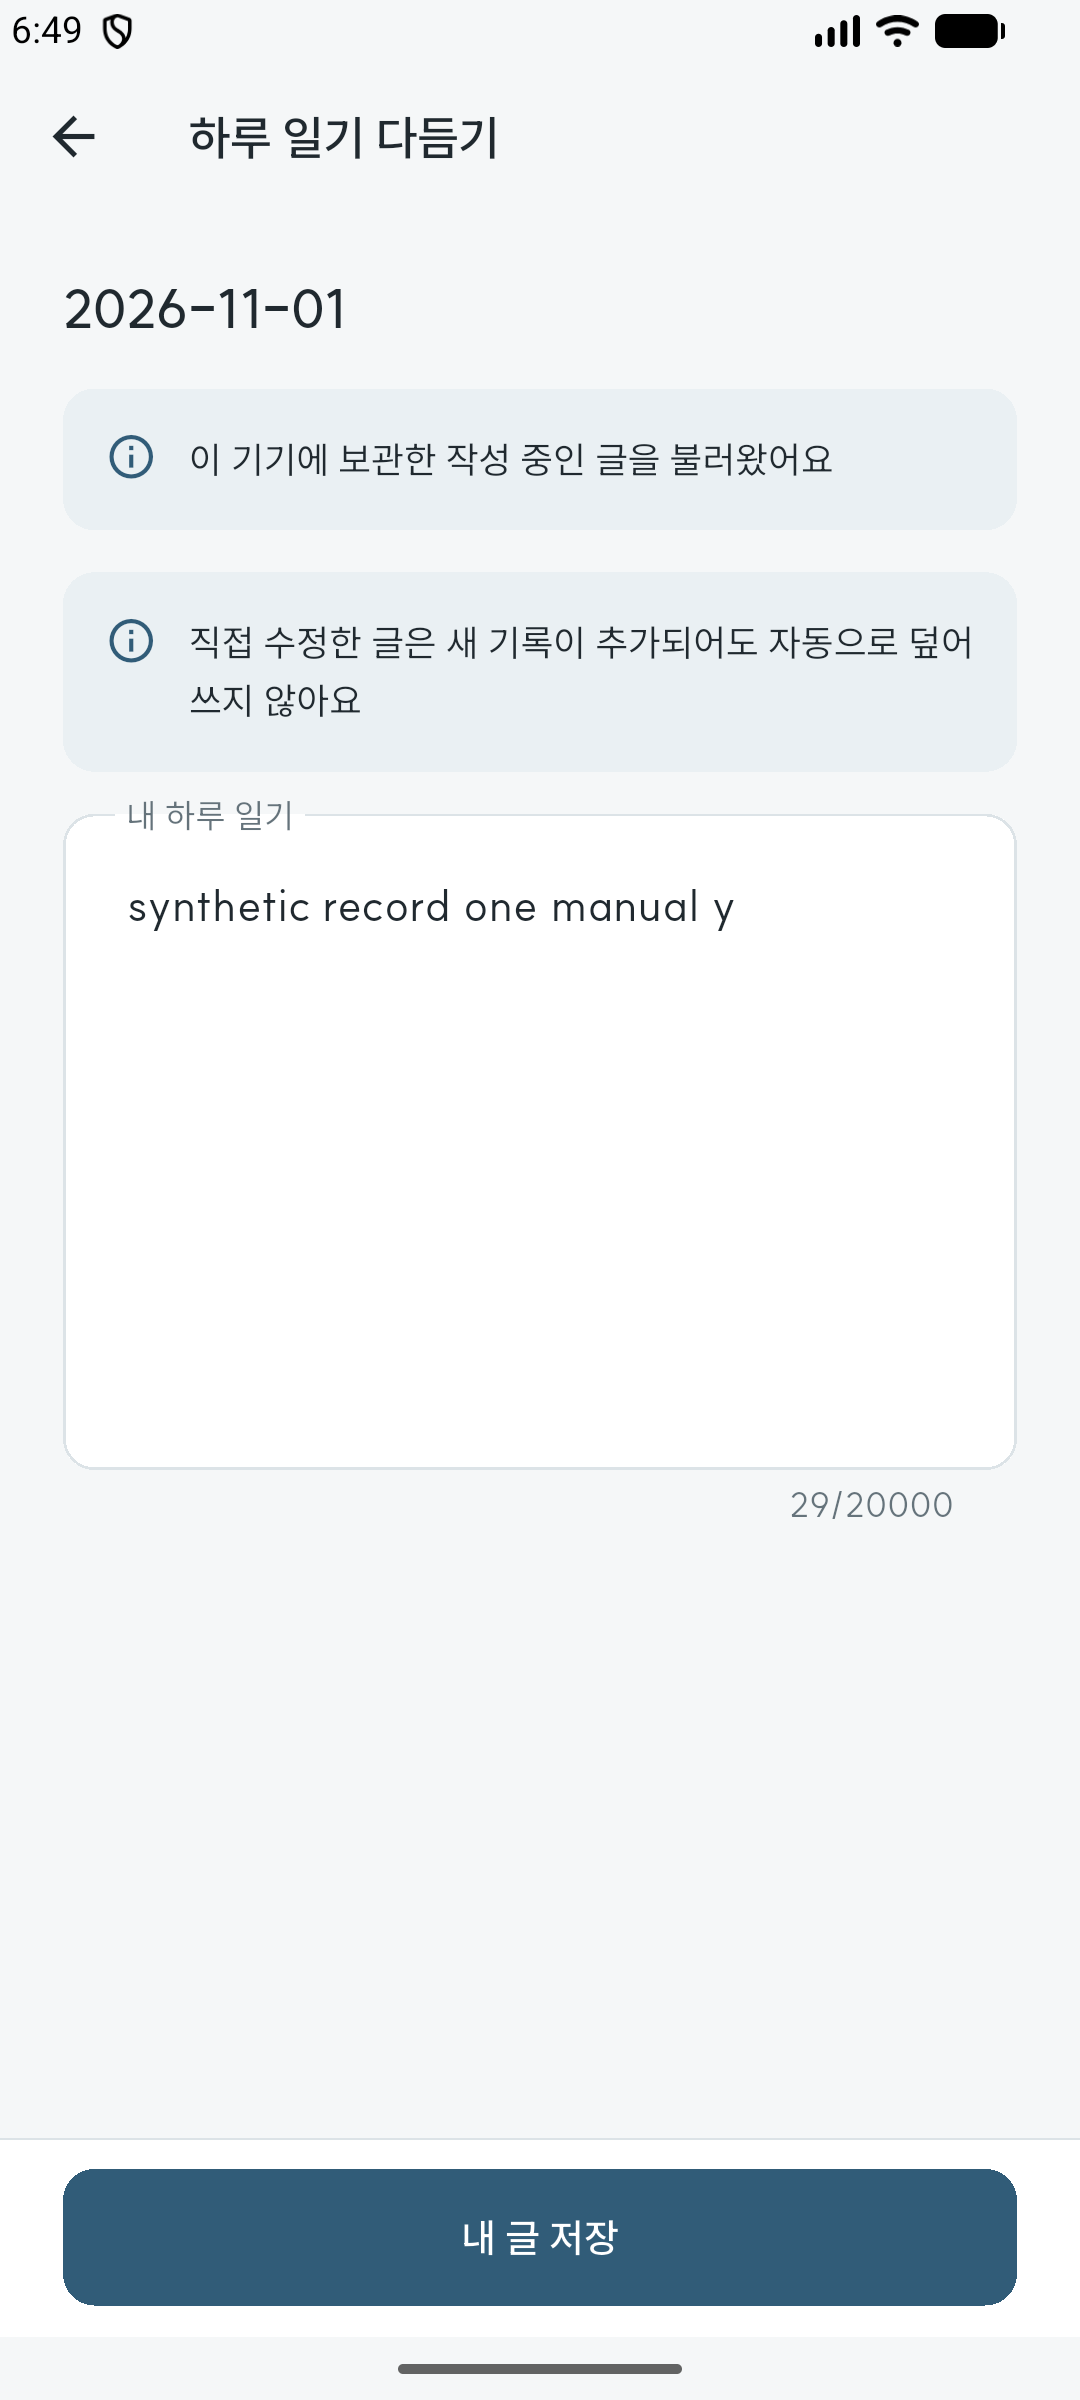 6:49
하루 일기 다듬기
2026-11-01
이 기기에 보관한 작성 중인 글을 불러왔어요
직접 수정한 글은 새 기록이 추가되어도 자동으로 덮어
쓰지 않아요
내 하루 일기
synthetic record one manual y
29/20000
내 글 저장